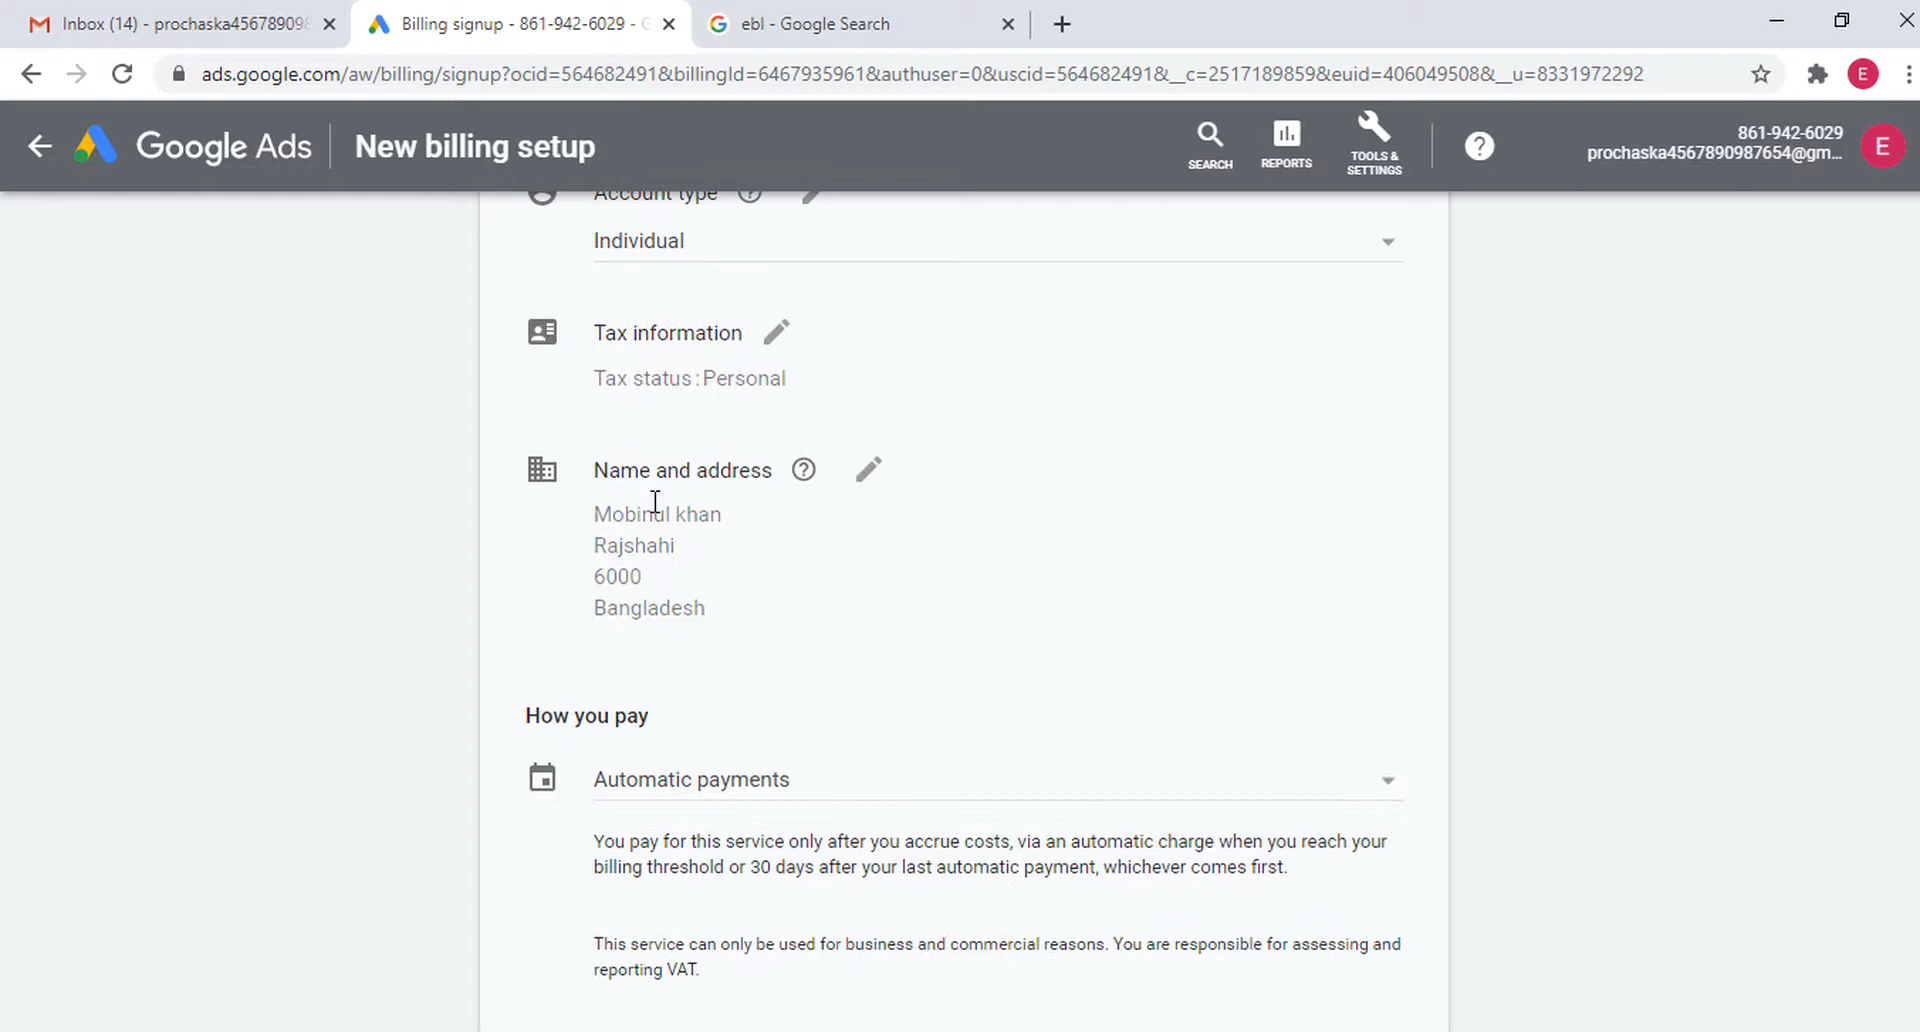 Inbox (14) - prochaska456789098
Billing signup - 861-942-6029 - G
ebl - Google Search
ads.google.com/aw/billing/signup?ocid=564682491&billingId=6467935961&authuser=0&uscid=564682491&__c=2517189859&euid=406049508&__u=8331972292
E
Google Ads
New billing setup
SEARCH
REPORTS
TOOLS &
SETTINGS
861-942-6029
prochaska4567890987654@gm...
E
Account type
Individual
Tax information
Tax status:Personal
Name and address
Mobinul khan
Rajshahi
6000
Bangladesh
How you pay
Automatic payments
You pay for this service only after you accrue costs, via an automatic charge when you reach your
billing threshold or 30 days after your last automatic payment, whichever comes first.
This service can only be used for business and commercial reasons. You are responsible for assessing and
reporting VAT.